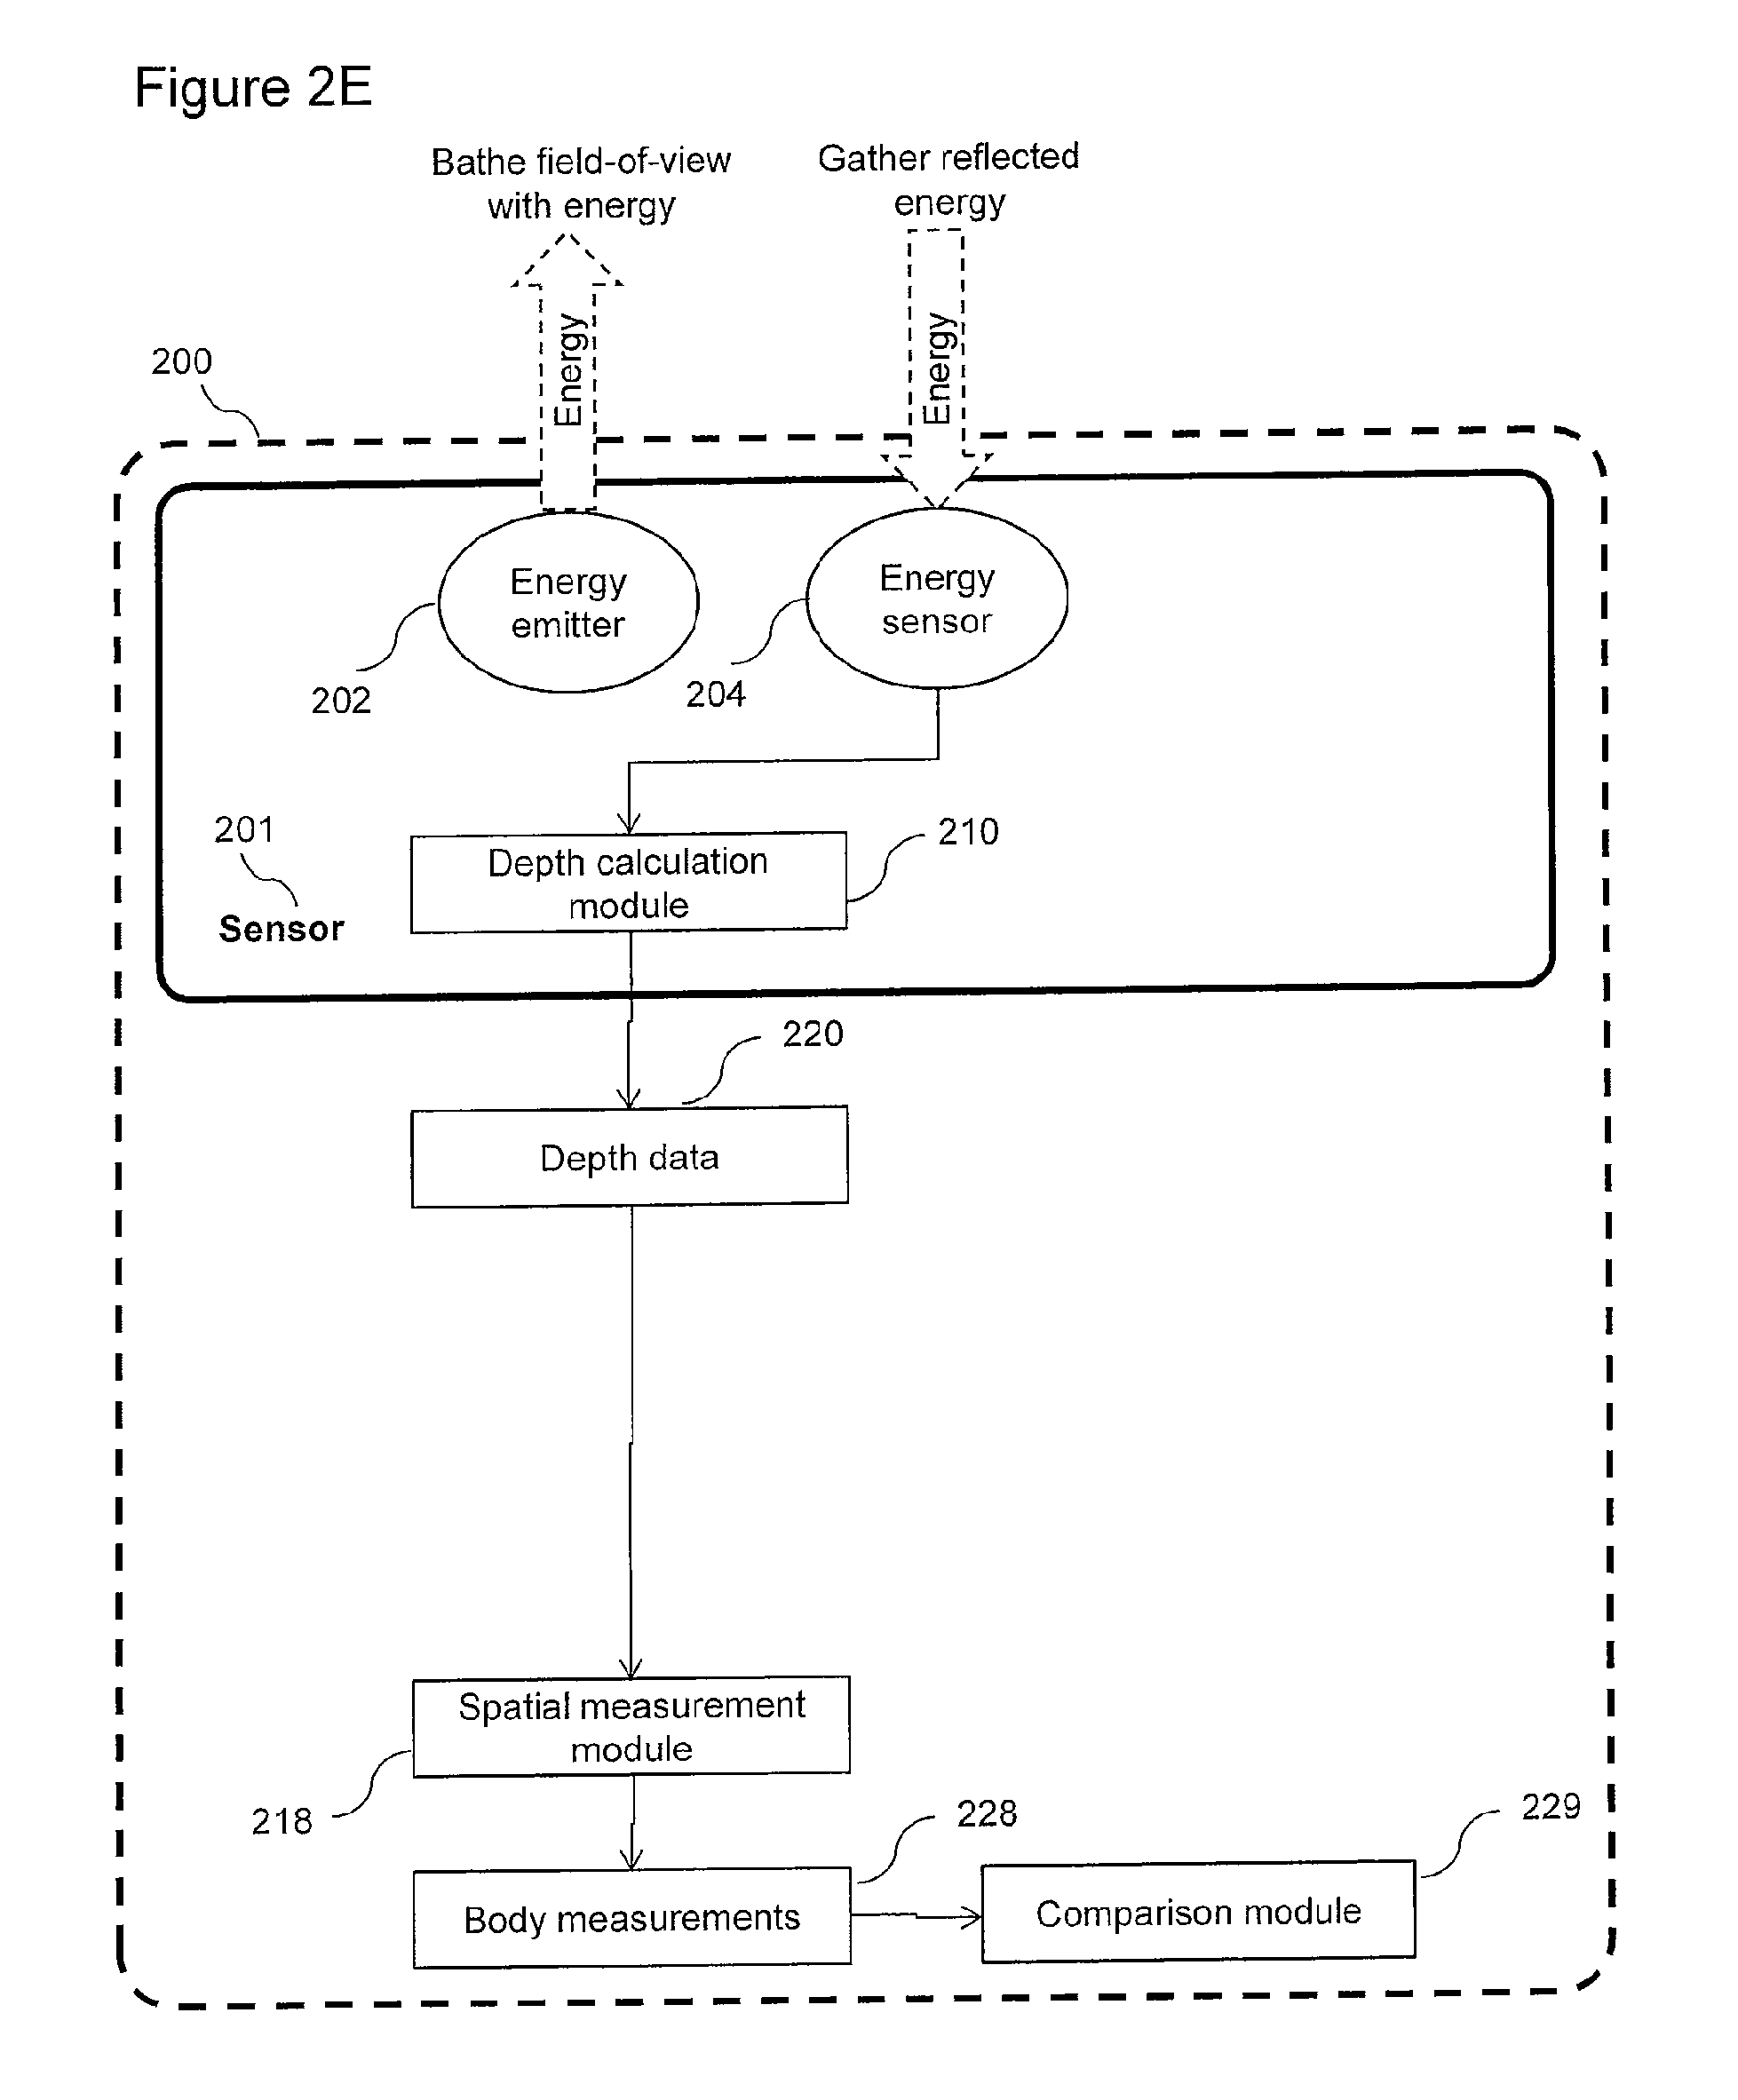 Figure 2E
Bathe field-of-view
with energy
Gather reflected
energy
Energy
Energy
200
Energy
emitter
Energy
sensor
202
204
201
Sensor
Depth calculation
module
210
220
Depth data
Spatial measurement
module
218
228
229
Body measurements
Comparison module